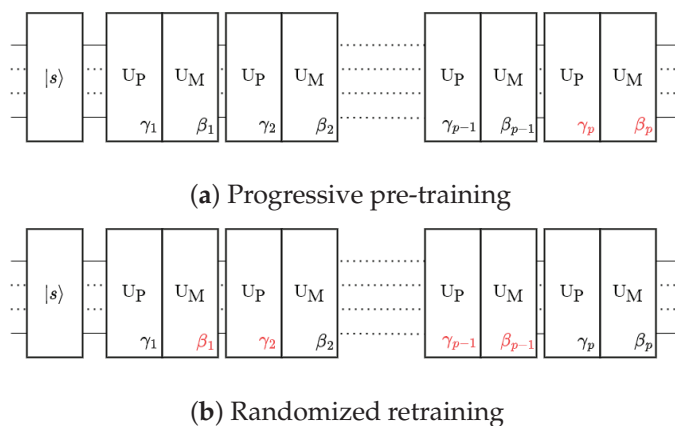 |s⟩ U_P U_M U_P U_M U_P U_M U_P U_M
γ_1 β_1 γ_2 β_2 γ_{p−1} β_{p−1} γ_p β_p
(a) Progressive pre-training
|s⟩ U_P U_M U_P U_M U_P U_M U_P U_M
γ_1 β_1 γ_2 β_2 γ_{p−1} β_{p−1} γ_p β_p
(b) Randomized retraining